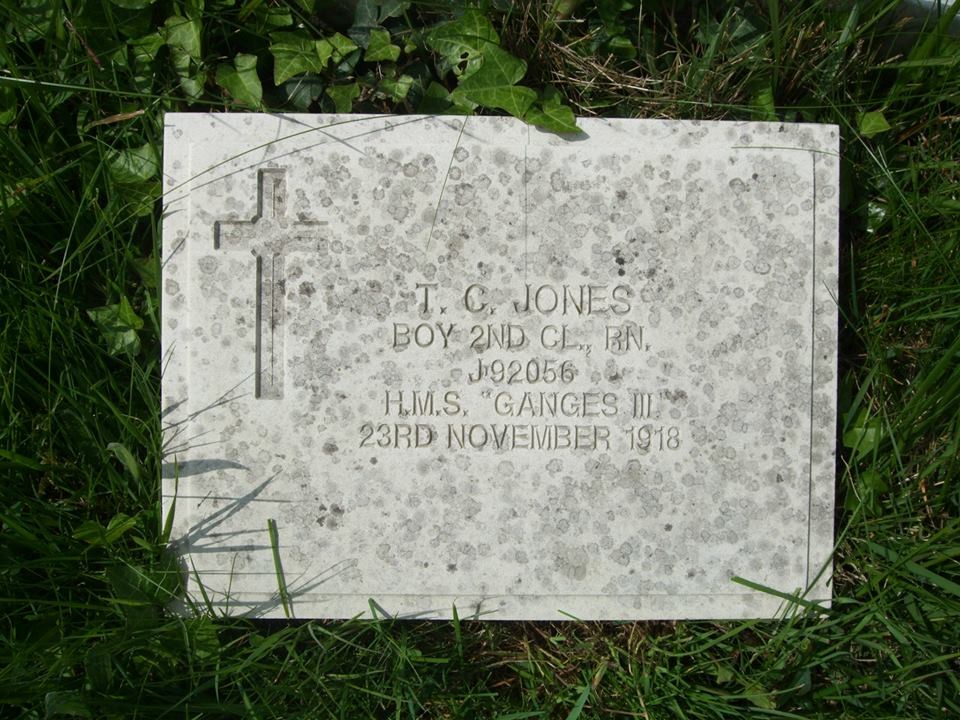 T. C. JONES
BOY 2ND CL., RN.
J92056
H.M.S. "GANGES III."
23RD NOVEMBER 1918